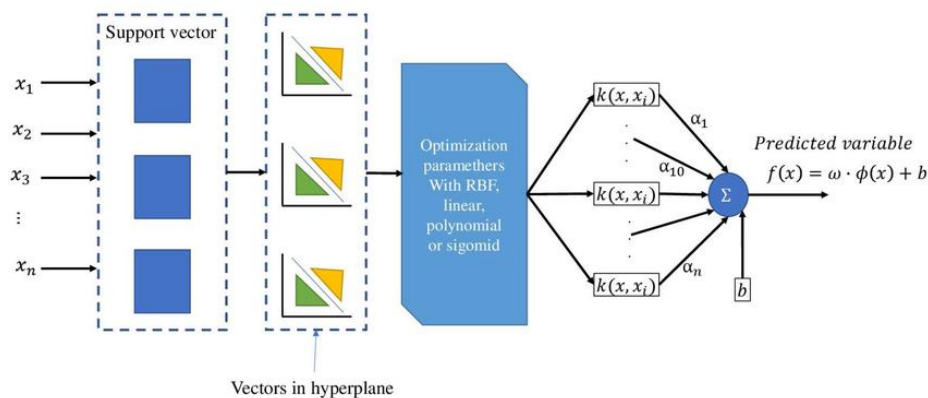 Support vector
x₁
x₂
x₃
⋮
xₙ
Vectors in hyperplane
Optimization
paramethers
With RBF,
linear,
polynomial
or sigomid
k(x, xᵢ)
k(x, xᵢ)
k(x, xᵢ)
α₁
α₁₀
αₙ
Σ
b
Predicted variable
f(x) = ω · ϕ(x) + b